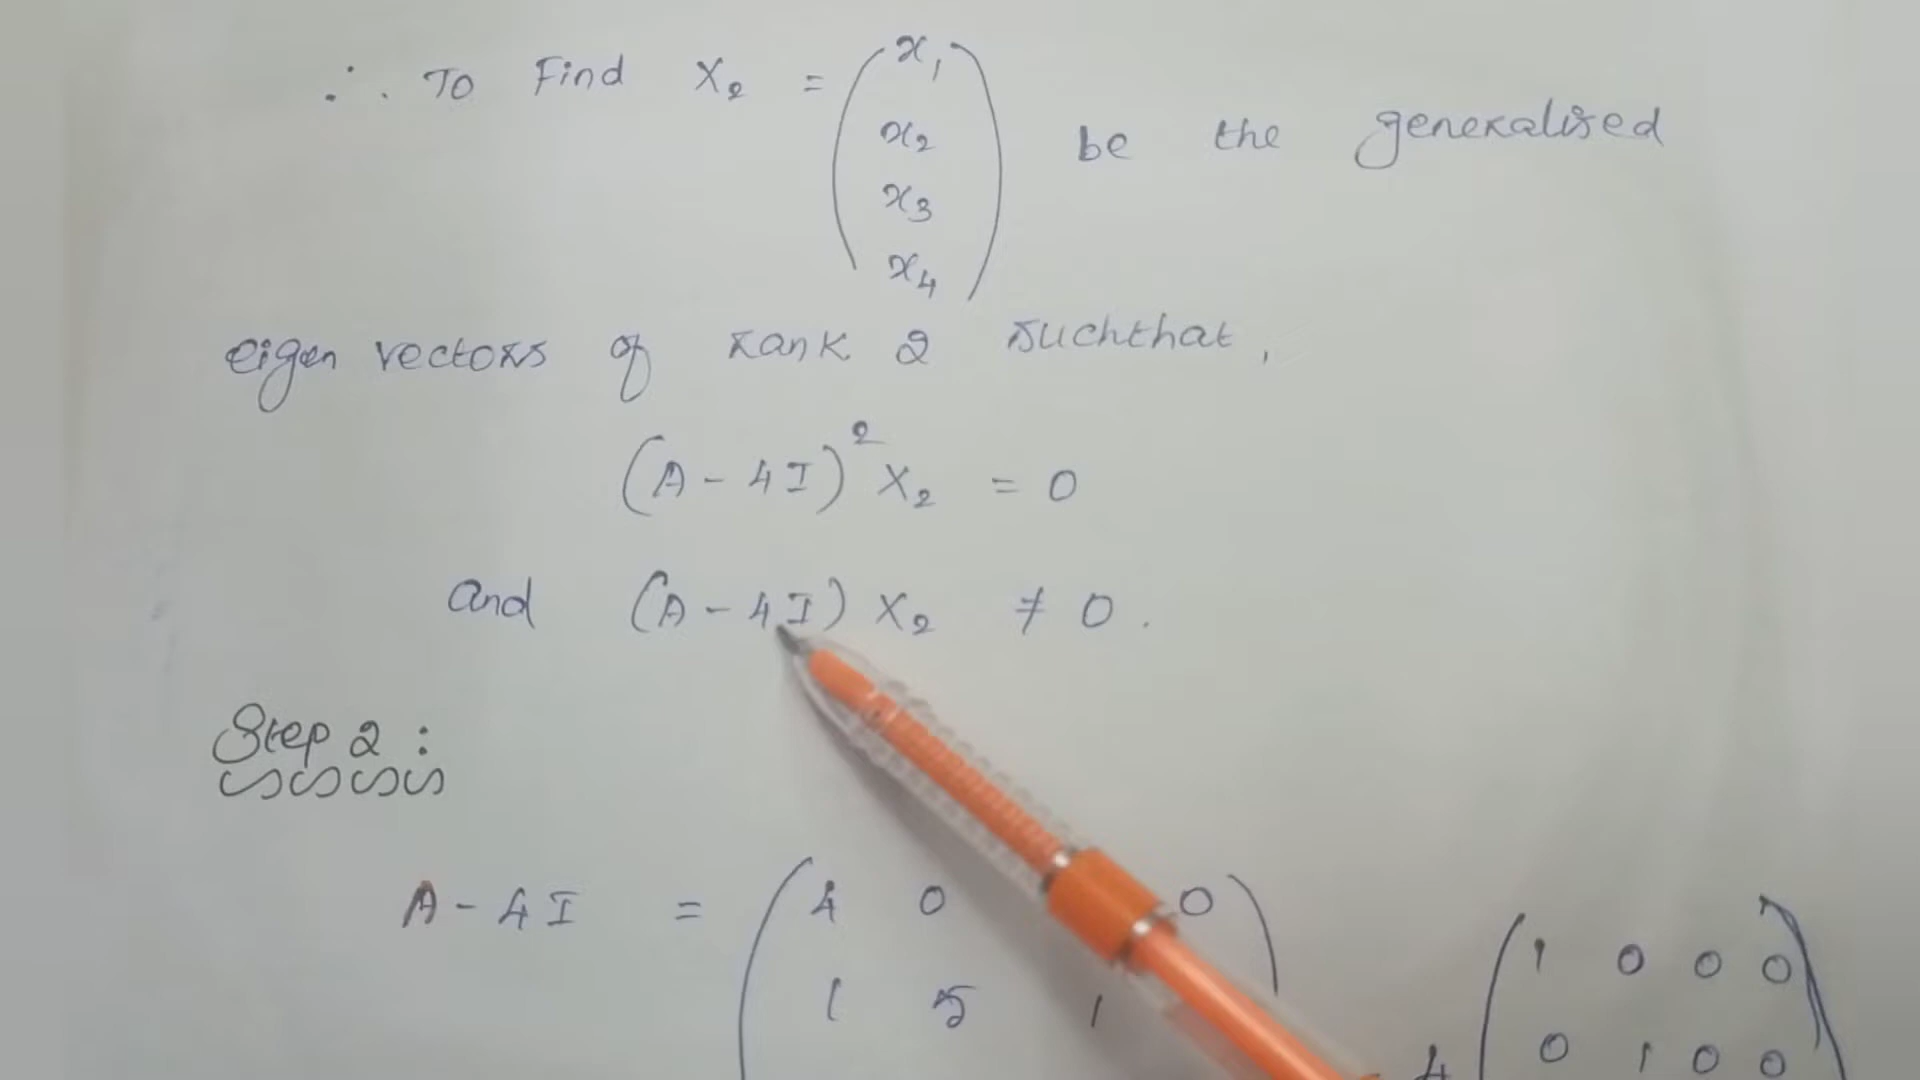 ∴ To Find X₂ = (x₁ x₂ x₃ x₄) be the generalised
eigen vectors of rank 2 suchthat,
(A - 4I)² X₂ = 0
and (A - 4I) X₂ ≠ 0.
Step 2 :
A - 4I = ( 4 0 0 ) ( 1 0 0 0 )
1 5 1 - 4 0 1 0 0